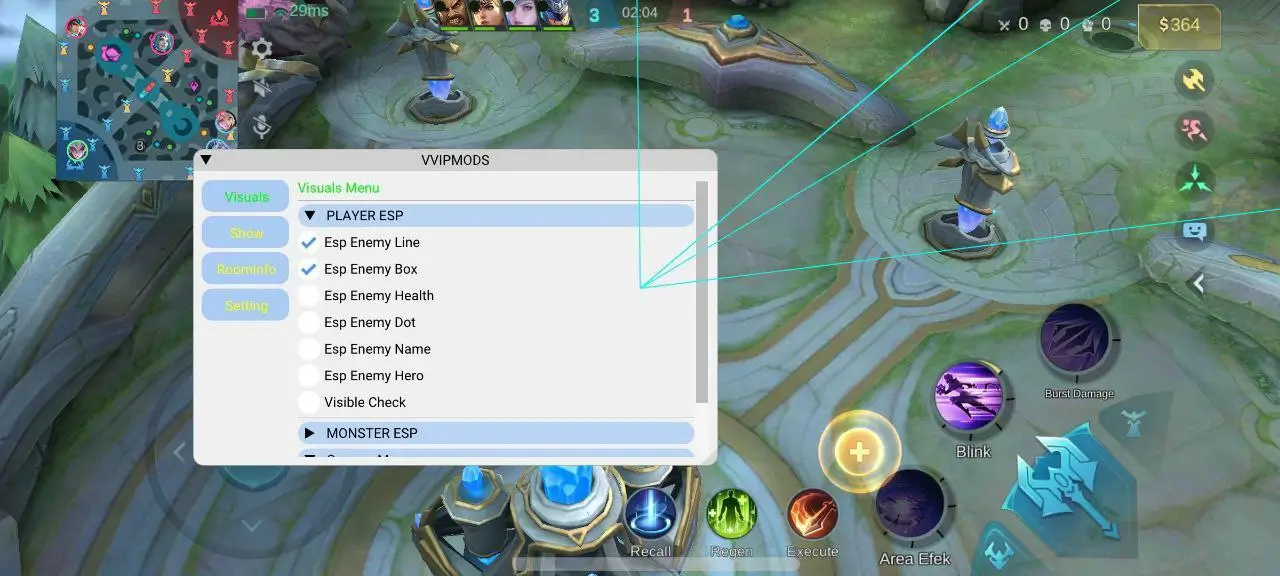 29ms
3 02:04 1
0 0 0
$364
3
VVIPMODS
Visuals
Show
RoomInfo
Setting
Visuals Menu
PLAYER ESP
Esp Enemy Line
Esp Enemy Box
Esp Enemy Health
Esp Enemy Dot
Esp Enemy Name
Esp Enemy Hero
Visible Check
MONSTER ESP
Burst Damage
Blink
Recall
Regen
Execute
Area Efek